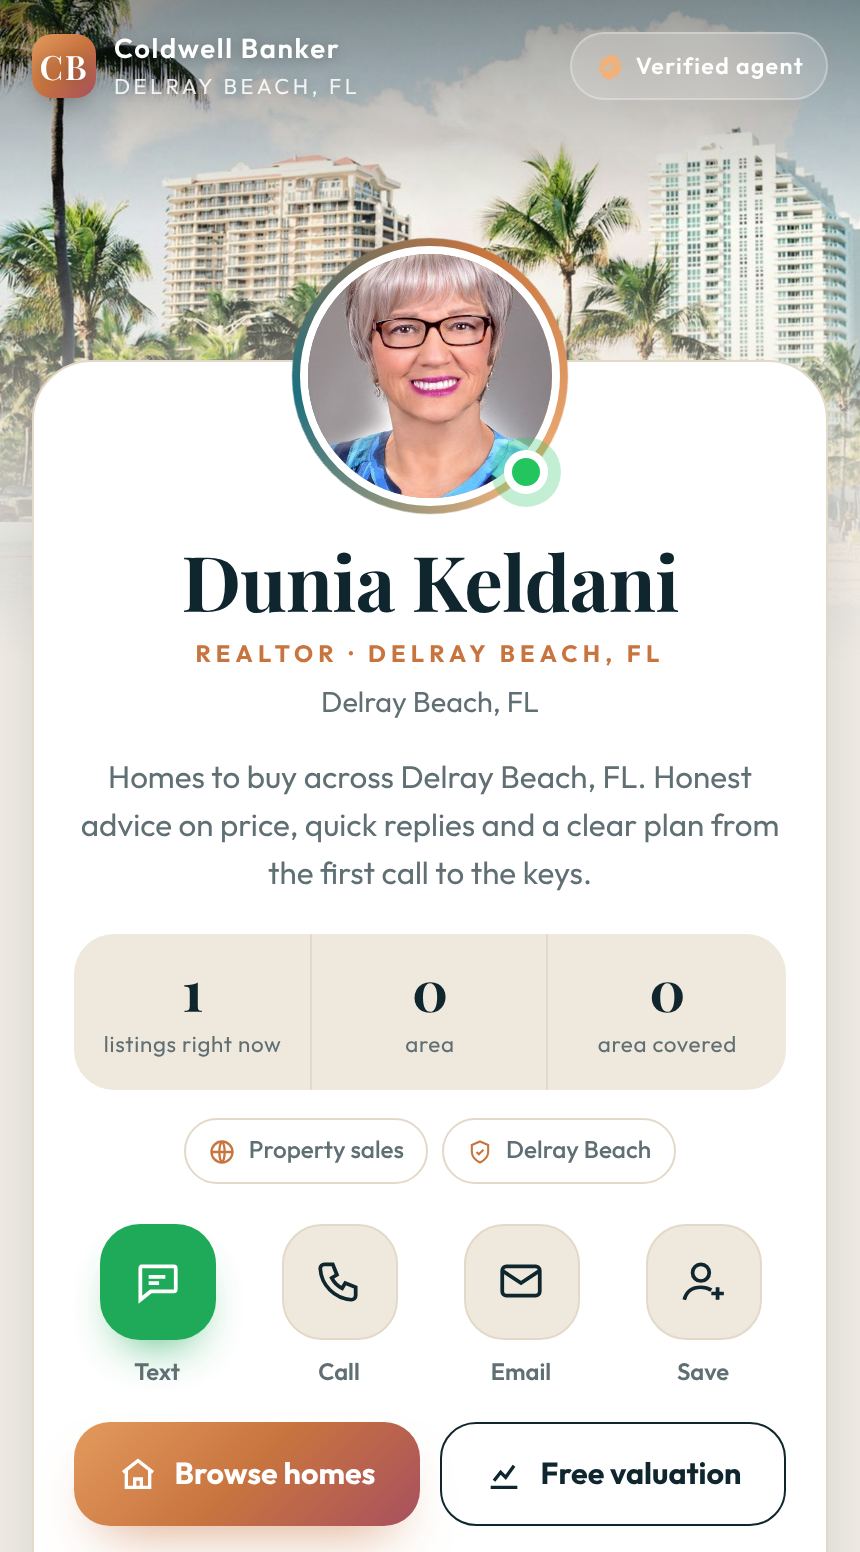 CB
Coldwell Banker
DELRAY BEACH, FL
Verified agent
Dunia Keldani
REALTOR · DELRAY BEACH, FL
Delray Beach, FL
Homes to buy across Delray Beach, FL. Honest
advice on price, quick replies and a clear plan from
the first call to the keys.
1
listings right now
0
area
0
area covered
Property sales
Delray Beach
Text
Call
Email
Save
Browse homes
Free valuation